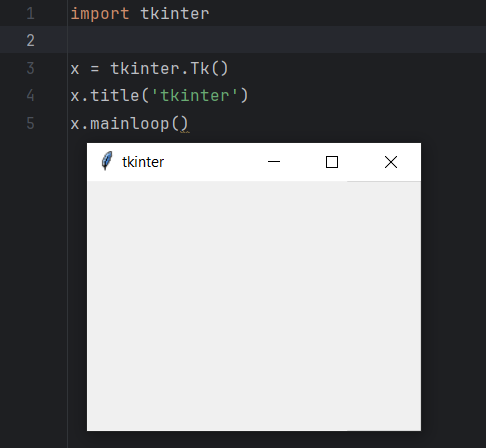 1 import tkinter
2
3 x = tkinter.Tk()
4 x.title('tkinter')
5 x.mainloop()
tkinter